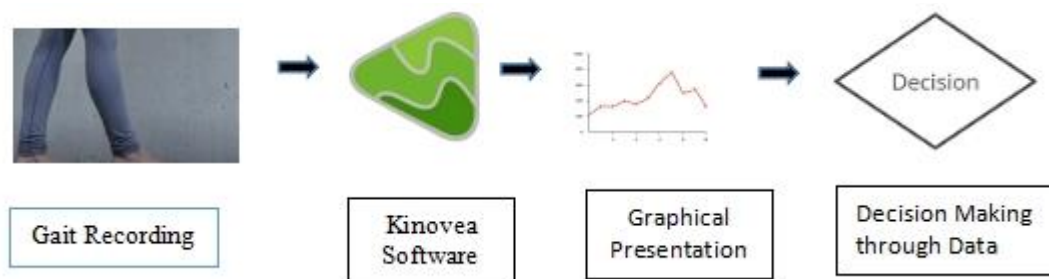 Decision
Gait Recording
Kinovea
Software
Graphical
Presentation
Decision Making
through Data